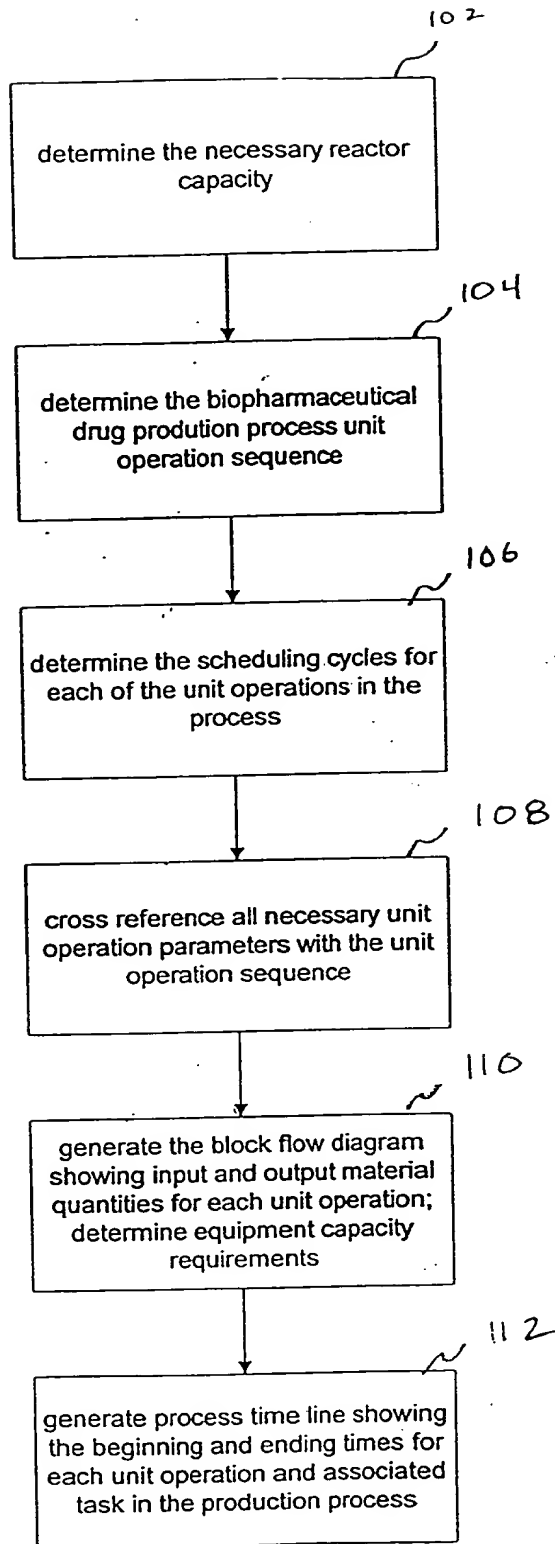 102
determine the necessary reactor
capacity
104
determine the biopharmaceutical
drug prodution process unit
operation sequence
106
determine the scheduling cycles for
each of the unit operations in the
process
108
cross reference all necessary unit
operation parameters with the unit
operation sequence
110
generate the block flow diagram
showing input and output material
quantities for each unit operation;
determine equipment capacity
requirements
112
generate process time line showing
the beginning and ending times for
each unit operation and associated
task in the production process